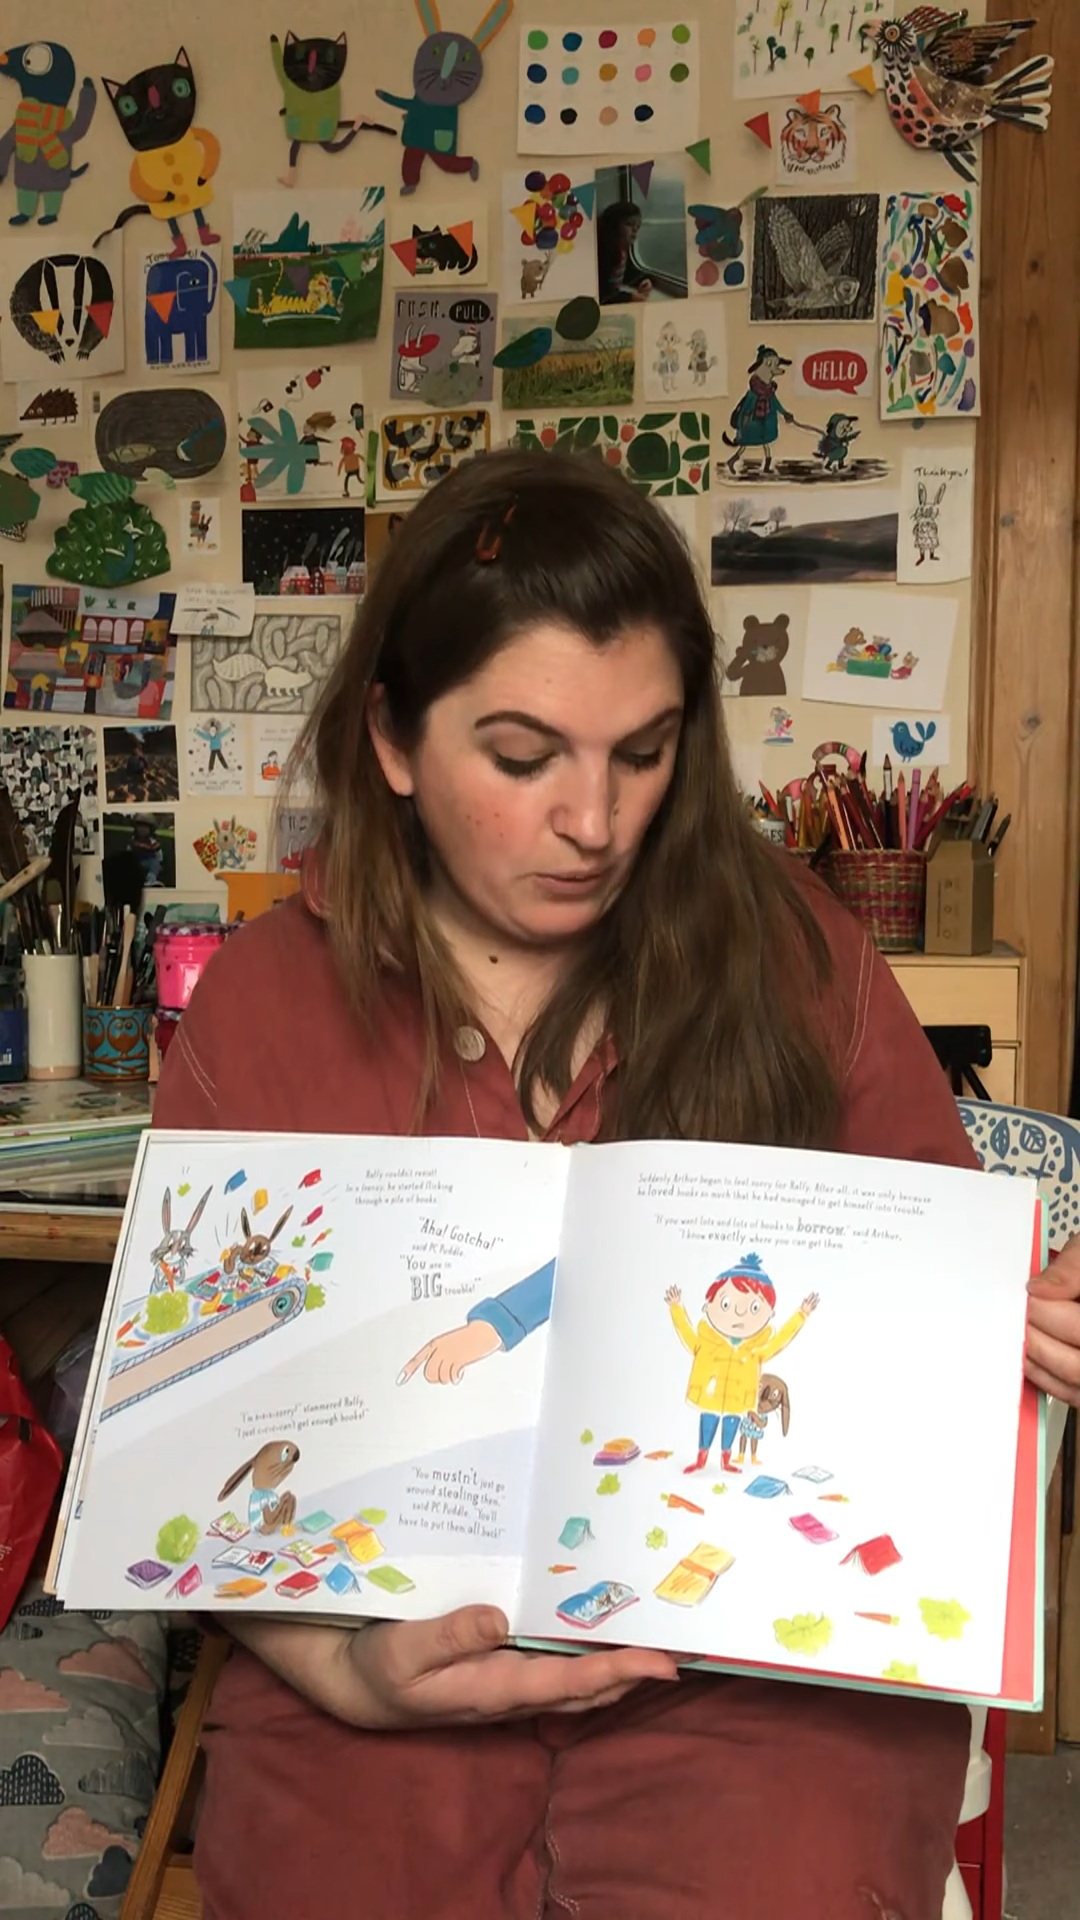 PUSH. PULL.
HELLO
Thankyou!
Ralfy couldn't resist!
In a frenzy, he started flicking
through a pile of books.
"Aha! Gotcha!"
said PC Puddle.
"You are in
BIG trouble!"
"I'm s-s-s-sorry!" stammered Ralfy.
"I just c-c-c-can't get enough books!"
"You mustn't just go
around stealing them,"
said PC Puddle. "You'll
have to put them all back!"
Suddenly Arthur began to feel sorry for Ralfy. After all, it was only because
he loved books so much that he had managed to get himself into trouble.
"If you want lots and lots of books to borrow," said Arthur,
"I know exactly where you can get them